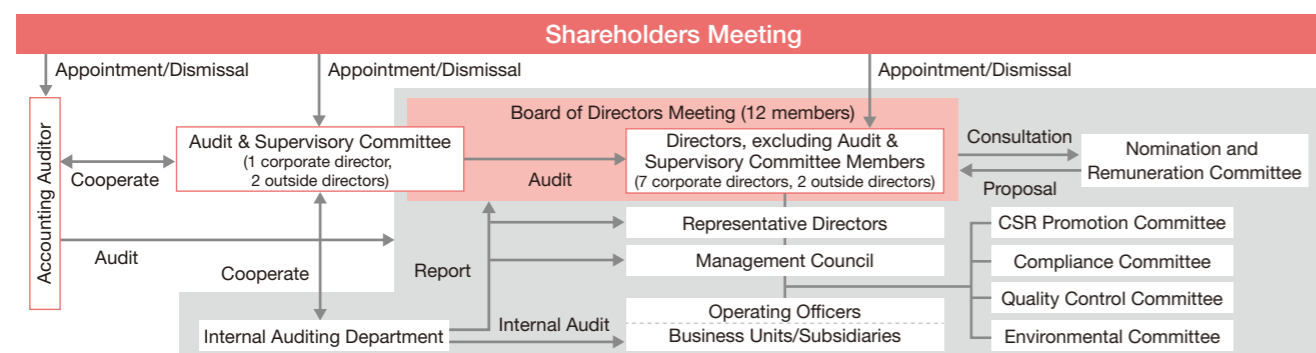 Shareholders Meeting
Appointment/Dismissal
Appointment/Dismissal
Appointment/Dismissal
Accounting Auditor
Cooperate
Audit & Supervisory Committee
(1 corporate director,
2 outside directors)
Board of Directors Meeting (12 members)
Audit
Directors, excluding Audit &
Supervisory Committee Members
(7 corporate directors, 2 outside directors)
Consultation
Proposal
Nomination and
Remuneration Committee
Audit
Cooperate
Report
Representative Directors
Management Council
CSR Promotion Committee
Compliance Committee
Quality Control Committee
Environmental Committee
Internal Auditing Department
Internal Audit
Operating Officers
Business Units/Subsidiaries